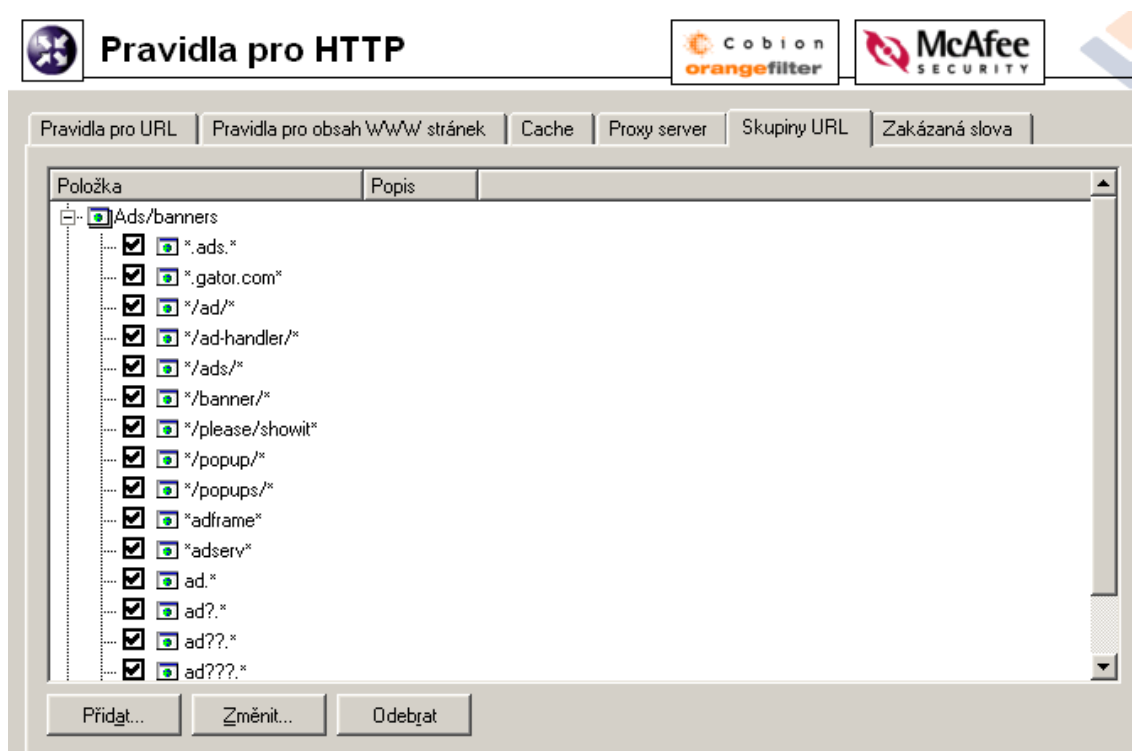 Pravidla pro HTTP
Cobion
orangefilter
McAfee
SECURITY
Pravidla pro URL Pravidla pro obsah WWW stránek Cache Proxy server Skupiny URL Zakázaná slova
Položka Popis
Ads/banners
*.ads.*
*.gator.com*
*/ad/*
*/ad-handler/*
*/ads/*
*/banner/*
*/please/showit*
*/popup/*
*/popups/*
*adframe*
*adserv*
ad.*
ad?.*
ad??.*
ad???.*
Přidat... Změnit... Odebrat